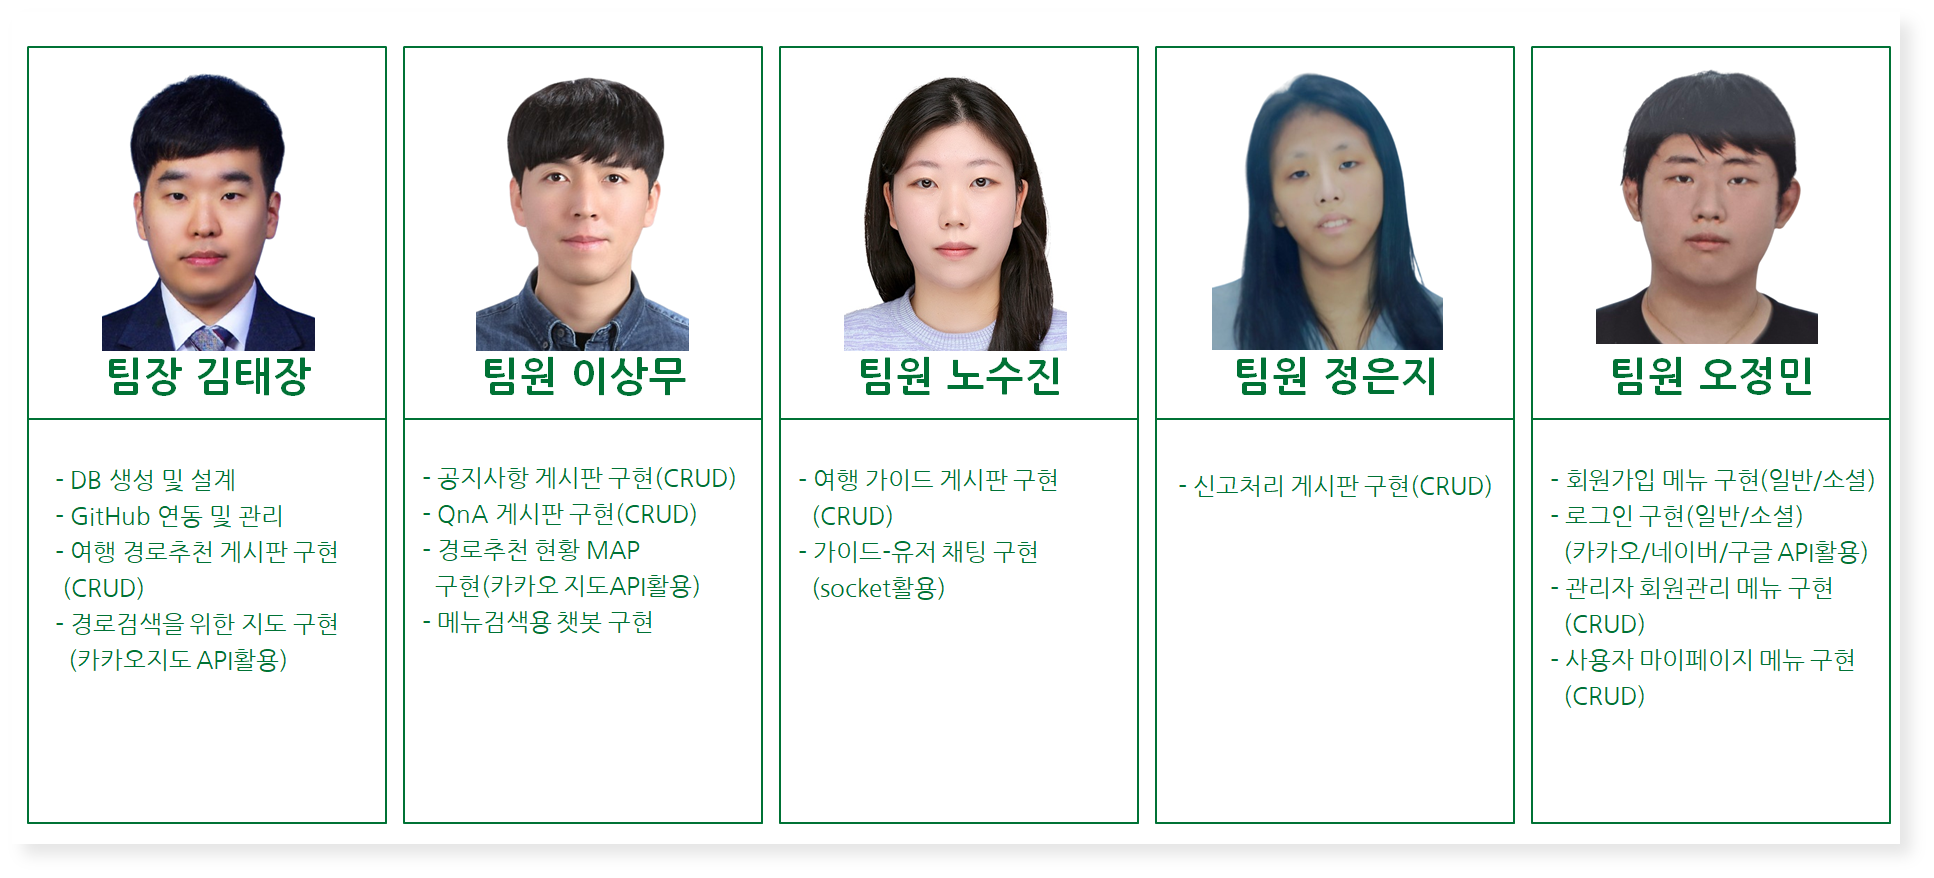 팀장 김태장
- DB 생성 및 설계
- GitHub 연동 및 관리
- 여행 경로추천 게시판 구현
(CRUD)
- 경로검색을 위한 지도 구현
(카카오지도 API활용)
팀원 이상무
- 공지사항 게시판 구현(CRUD)
- QnA 게시판 구현(CRUD)
- 경로추천 현황 MAP
구현(카카오 지도API활용)
- 메뉴검색용 챗봇 구현
팀원 노수진
- 여행 가이드 게시판 구현
(CRUD)
- 가이드-유저 채팅 구현
(socket활용)
팀원 정은지
- 신고처리 게시판 구현(CRUD)
팀원 오정민
- 회원가입 메뉴 구현(일반/소셜)
- 로그인 구현(일반/소셜)
(카카오/네이버/구글 API활용)
- 관리자 회원관리 메뉴 구현
(CRUD)
- 사용자 마이페이지 메뉴 구현
(CRUD)